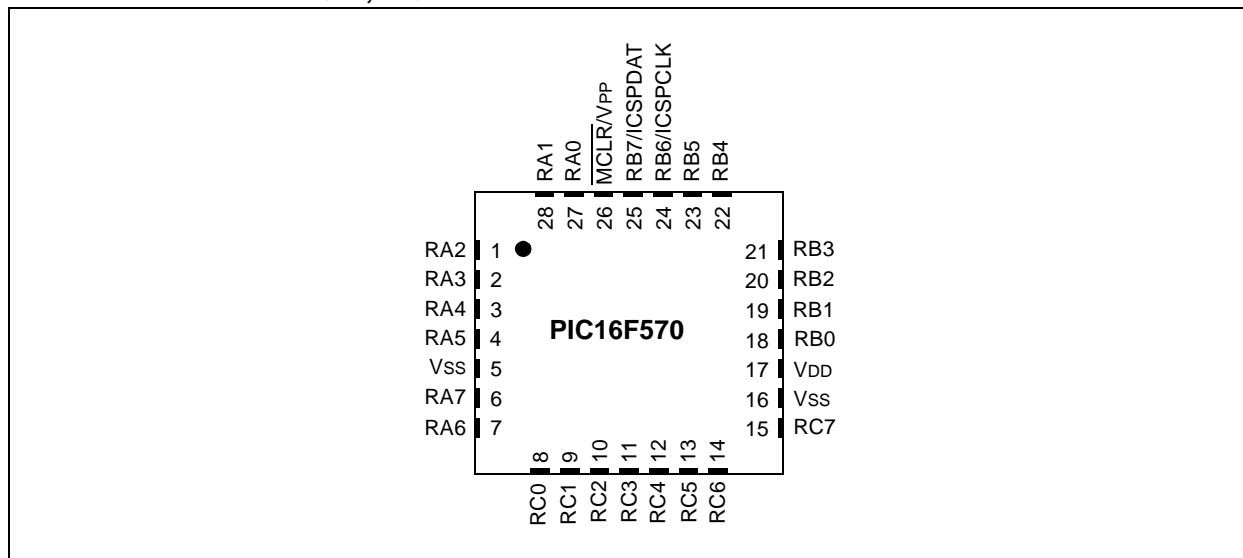 RA1
RA0
MCLR/VPP
RB7/ICSPDAT
RB6/ICSPCLK
RB5
RB4
28
27
26
25
24
23
22
RA2 1
RA3 2
RA4 3
RA5 4
VSS 5
RA7 6
RA6 7
PIC16F570
21 RB3
20 RB2
19 RB1
18 RB0
17 VDD
16 VSS
15 RC7
8
9
10
11
12
13
14
RC0
RC1
RC2
RC3
RC4
RC5
RC6